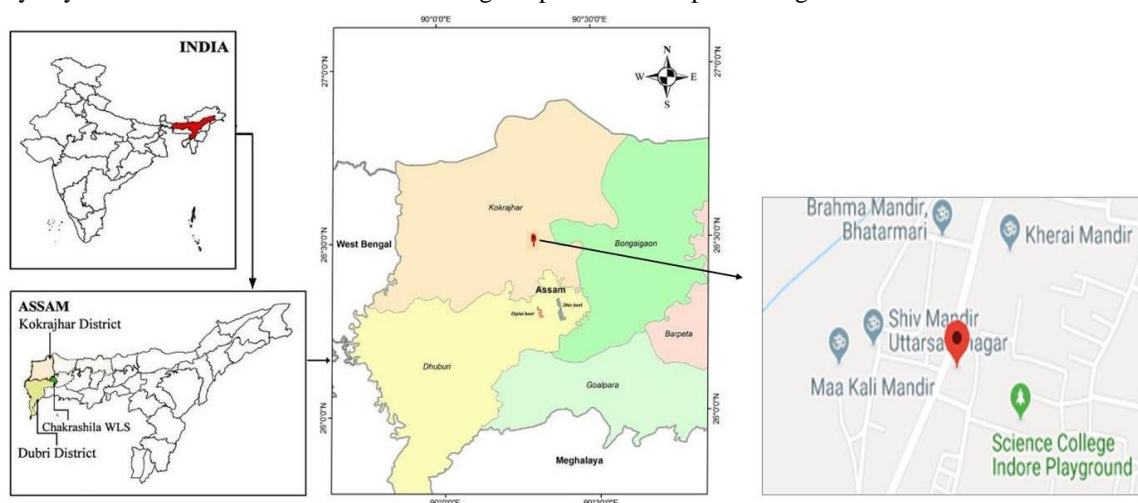 INDIA
ASSAM
Kokrajhar District
Chakrashila WLS
Dubri District
90°0'0"E
90°30'0"E
27°0'0"N
27°0'0"N
N
W
E
S
Kokrajhar
West Bengal
26°30'0"N
26°30'0"N
Bongaigaon
Assam
Diplai beel
Dhir beel
Barpeta
Dhuburi
Goalpara
26°0'0"N
26°0'0"N
Meghalaya
90°0'0"E
90°30'0"E
Brahma Mandir,
Bhatarmari
Kherai Mandir
Shiv Mandir
Maa Kali Mandir
Science College
Indore Playground